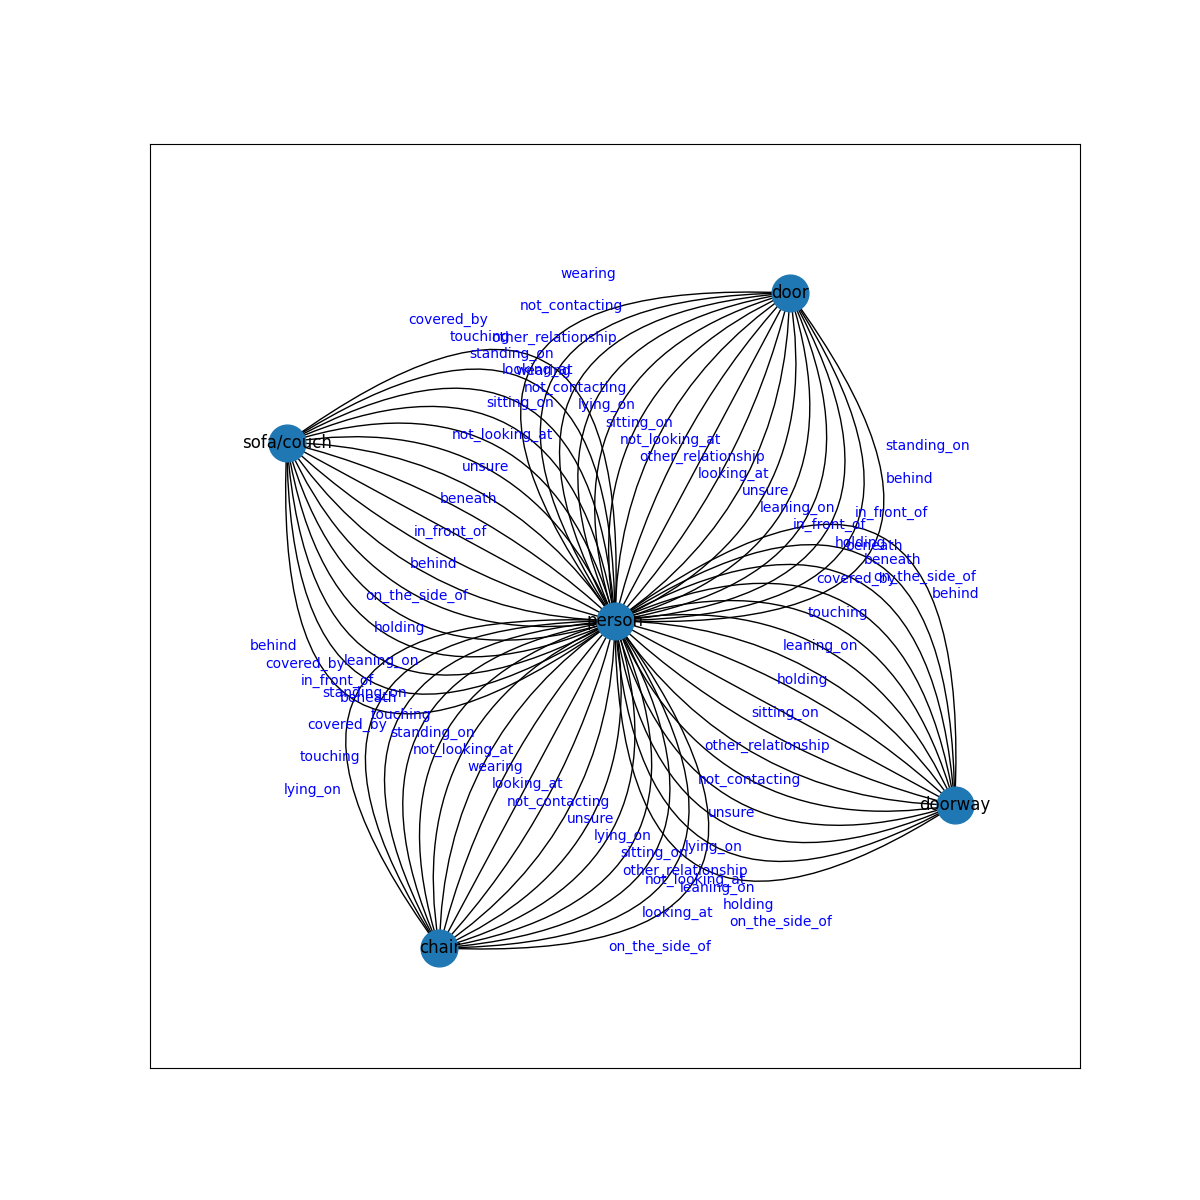 wearing
door
not_contacting
covered_by
touching
other_relationship
standing_on
looking_at
wearing
not_contacting
sitting_on
lying_on
sitting_on
not_looking_at
not_looking_at
sofa/couch
standing_on
other_relationship
unsure
looking_at
behind
unsure
beneath
leaning_on
in_front_of
in_front_of
in_front_of
holding
beneath
beneath
behind
covered_by
on_the_side_of
behind
on_the_side_of
touching
person
holding
behind
leaning_on
leaning_on
covered_by
in_front_of
holding
standing_on
beneath
sitting_on
touching
covered_by
standing_on
other_relationship
not_looking_at
touching
wearing
not_contacting
looking_at
lying_on
not_contacting
doorway
unsure
unsure
lying_on
lying_on
sitting_on
other_relationship
not_looking_at
leaning_on
holding
looking_at
on_the_side_of
chair
on_the_side_of